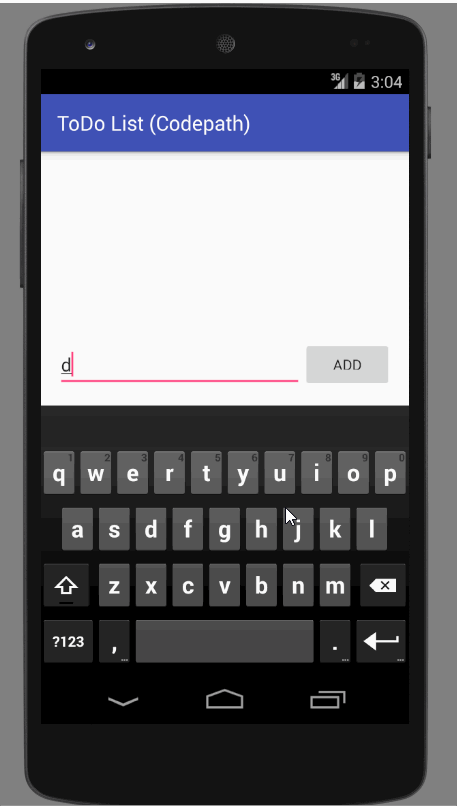 3G 3:04
ToDo List (Codepath)
d ADD
1 2 3 4 5 6 7 8 9 0
q w e r t y u i o p
a s d f g h j k l
z x c v b n m
?123 , ... . ... ...